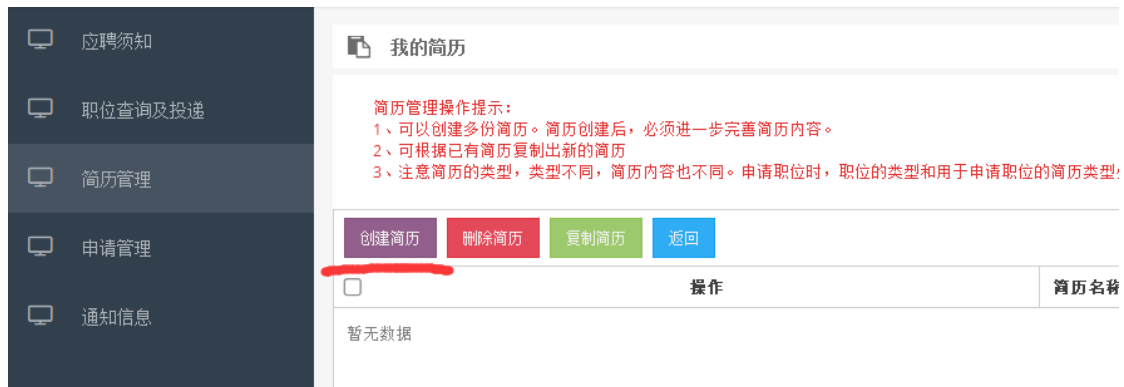 应聘须知
职位查询及投递
简历管理
申请管理
通知信息
我的简历
简历管理操作提示：
1、可以创建多份简历。简历创建后，必须进一步完善简历内容。
2、可根据已有简历复制出新的简历
3、注意简历的类型，类型不同，简历内容也不同。申请职位时，职位的类型和用于申请职位的简历类型
创建简历 删除简历 复制简历 返回
操作 简历名称
暂无数据